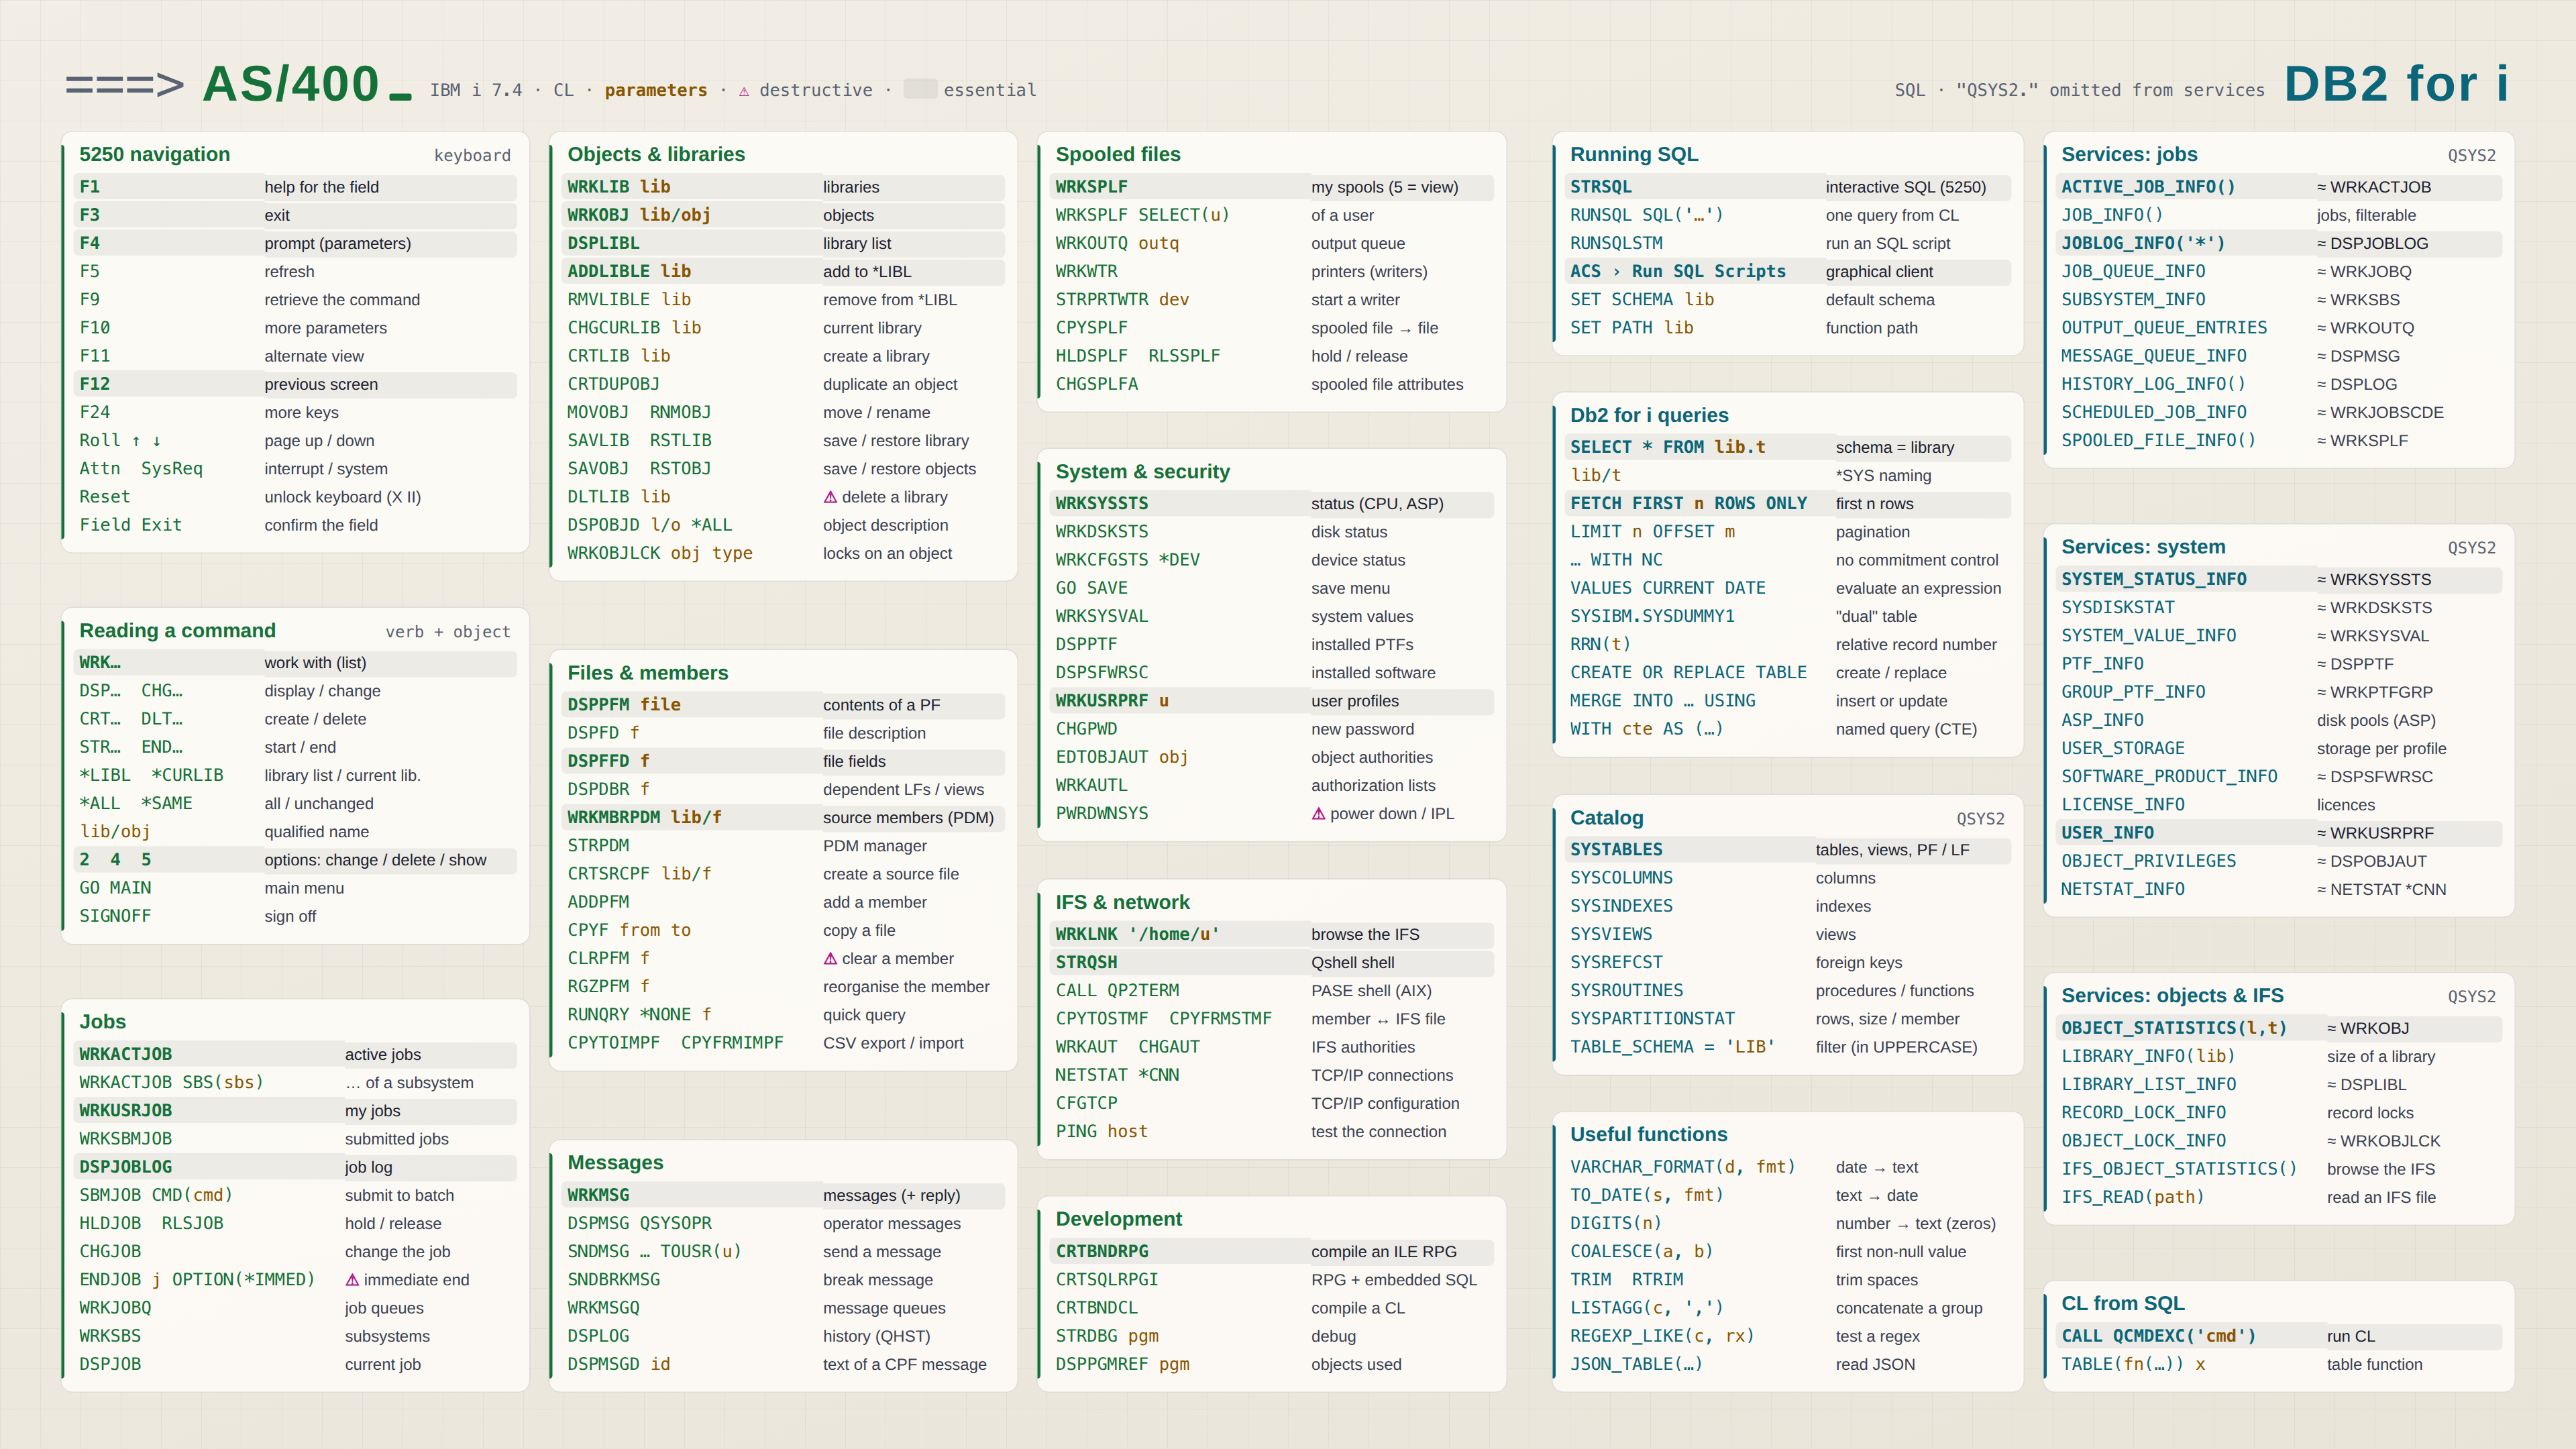 ===> AS/400_ IBM i 7.4 · CL · parameters · ⚠ destructive · essential
SQL · "QSYS2." omitted from services DB2 for i
5250 navigation keyboard
F1 help for the field
F3 exit
F4 prompt (parameters)
F5 refresh
F9 retrieve the command
F10 more parameters
F11 alternate view
F12 previous screen
F24 more keys
Roll ↑ ↓ page up / down
Attn SysReq interrupt / system
Reset unlock keyboard (X II)
Field Exit confirm the field
Reading a command verb + object
WRK… work with (list)
DSP… CHG… display / change
CRT… DLT… create / delete
STR… END… start / end
*LIBL *CURLIB library list / current lib.
*ALL *SAME all / unchanged
lib/obj qualified name
2 4 5 options: change / delete / show
GO MAIN main menu
SIGNOFF sign off
Jobs
WRKACTJOB active jobs
WRKACTJOB SBS(sbs) … of a subsystem
WRKUSRJOB my jobs
WRKSBMJOB submitted jobs
DSPJOBLOG job log
SBMJOB CMD(cmd) submit to batch
HLDJOB RLSJOB hold / release
CHGJOB change the job
ENDJOB j OPTION(*IMMED) ⚠ immediate end
WRKJOBQ job queues
WRKSBS subsystems
DSPJOB current job
Objects & libraries
WRKLIB lib libraries
WRKOBJ lib/obj objects
DSPLIBL library list
ADDLIBLE lib add to *LIBL
RMVLIBLE lib remove from *LIBL
CHGCURLIB lib current library
CRTLIB lib create a library
CRTDUPOBJ duplicate an object
MOVOBJ RNMOBJ move / rename
SAVLIB RSTLIB save / restore library
SAVOBJ RSTOBJ save / restore objects
DLTLIB lib ⚠ delete a library
DSPOBJD l/o *ALL object description
WRKOBJLCK obj type locks on an object
Files & members
DSPPFM file contents of a PF
DSPFD f file description
DSPFFD f file fields
DSPDBR f dependent LFs / views
WRKMBRPDM lib/f source members (PDM)
STRPDM PDM manager
CRTSRCPF lib/f create a source file
ADDPFM add a member
CPYF from to copy a file
CLRPFM f ⚠ clear a member
RGZPFM f reorganise the member
RUNQRY *NONE f quick query
CPYTOIMPF CPYFRMIMPF CSV export / import
Messages
WRKMSG messages (+ reply)
DSPMSG QSYSOPR operator messages
SNDMSG … TOUSR(u) send a message
SNDBRKMSG break message
WRKMSGQ message queues
DSPLOG history (QHST)
DSPMSGD id text of a CPF message
Spooled files
WRKSPLF my spools (5 = view)
WRKSPLF SELECT(u) of a user
WRKOUTQ outq output queue
WRKWTR printers (writers)
STRPRTWTR dev start a writer
CPYSPLF spooled file → file
HLDSPLF RLSSPLF hold / release
CHGSPLFA spooled file attributes
System & security
WRKSYSSTS status (CPU, ASP)
WRKDSKSTS disk status
WRKCFGSTS *DEV device status
GO SAVE save menu
WRKSYSVAL system values
DSPPTF installed PTFs
DSPSFWRSC installed software
WRKUSRPRF u user profiles
CHGPWD new password
EDTOBJAUT obj object authorities
WRKAUTL authorization lists
PWRDWNSYS ⚠ power down / IPL
IFS & network
WRKLNK '/home/u' browse the IFS
STRQSH Qshell shell
CALL QP2TERM PASE shell (AIX)
CPYTOSTMF CPYFRMSTMF member ↔ IFS file
WRKAUT CHGAUT IFS authorities
NETSTAT *CNN TCP/IP connections
CFGTCP TCP/IP configuration
PING host test the connection
Development
CRTBNDRPG compile an ILE RPG
CRTSQLRPGI RPG + embedded SQL
CRTBNDCL compile a CL
STRDBG pgm debug
DSPPGMREF pgm objects used
Running SQL
STRSQL interactive SQL (5250)
RUNSQL SQL('…') one query from CL
RUNSQLSTM run an SQL script
ACS › Run SQL Scripts graphical client
SET SCHEMA lib default schema
SET PATH lib function path
Db2 for i queries
SELECT * FROM lib.t schema = library
lib/t *SYS naming
FETCH FIRST n ROWS ONLY first n rows
LIMIT n OFFSET m pagination
… WITH NC no commitment control
VALUES CURRENT DATE evaluate an expression
SYSIBM.SYSDUMMY1 "dual" table
RRN(t) relative record number
CREATE OR REPLACE TABLE create / replace
MERGE INTO … USING insert or update
WITH cte AS (…) named query (CTE)
Catalog QSYS2
SYSTABLES tables, views, PF / LF
SYSCOLUMNS columns
SYSINDEXES indexes
SYSVIEWS views
SYSREFCST foreign keys
SYSROUTINES procedures / functions
SYSPARTITIONSTAT rows, size / member
TABLE_SCHEMA = 'LIB' filter (in UPPERCASE)
Useful functions
VARCHAR_FORMAT(d, fmt) date → text
TO_DATE(s, fmt) text → date
DIGITS(n) number → text (zeros)
COALESCE(a, b) first non-null value
TRIM RTRIM trim spaces
LISTAGG(c, ',') concatenate a group
REGEXP_LIKE(c, rx) test a regex
JSON_TABLE(…) read JSON
Services: jobs QSYS2
ACTIVE_JOB_INFO() ≈ WRKACTJOB
JOB_INFO() jobs, filterable
JOBLOG_INFO('*') ≈ DSPJOBLOG
JOB_QUEUE_INFO ≈ WRKJOBQ
SUBSYSTEM_INFO ≈ WRKSBS
OUTPUT_QUEUE_ENTRIES ≈ WRKOUTQ
MESSAGE_QUEUE_INFO ≈ DSPMSG
HISTORY_LOG_INFO() ≈ DSPLOG
SCHEDULED_JOB_INFO ≈ WRKJOBSCDE
SPOOLED_FILE_INFO() ≈ WRKSPLF
Services: system QSYS2
SYSTEM_STATUS_INFO ≈ WRKSYSSTS
SYSDISKSTAT ≈ WRKDSKSTS
SYSTEM_VALUE_INFO ≈ WRKSYSVAL
PTF_INFO ≈ DSPPTF
GROUP_PTF_INFO ≈ WRKPTFGRP
ASP_INFO disk pools (ASP)
USER_STORAGE storage per profile
SOFTWARE_PRODUCT_INFO ≈ DSPSFWRSC
LICENSE_INFO licences
USER_INFO ≈ WRKUSRPRF
OBJECT_PRIVILEGES ≈ DSPOBJAUT
NETSTAT_INFO ≈ NETSTAT *CNN
Services: objects & IFS QSYS2
OBJECT_STATISTICS(l,t) ≈ WRKOBJ
LIBRARY_INFO(lib) size of a library
LIBRARY_LIST_INFO ≈ DSPLIBL
RECORD_LOCK_INFO record locks
OBJECT_LOCK_INFO ≈ WRKOBJLCK
IFS_OBJECT_STATISTICS() browse the IFS
IFS_READ(path) read an IFS file
CL from SQL
CALL QCMDEXC('cmd') run CL
TABLE(fn(…)) x table function